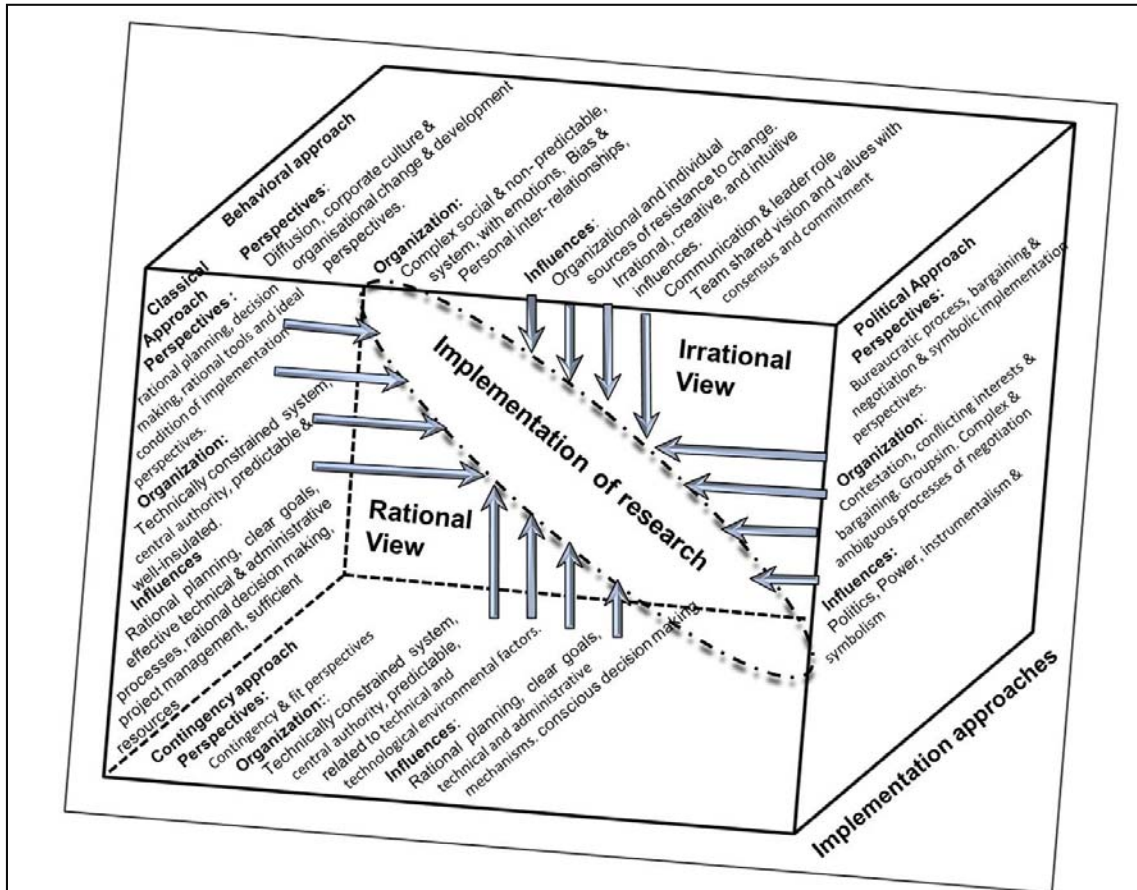 Behavioral approach
Perspectives:
Diffusion, corporate culture &
organisational change & development
perspectives.
Organization:
Complex social & non- predictable,
system, with emotions, Bias &
Personal inter- relationships,
Influences:
Organizational and individual
sources of resistance to change.
Irrational, creative, and intuitive
influences.
Communication & leader role
Team shared vision and values with
consensus and commitment
Classical
Approach
Perspectives :
rational planning, decision
making, rational tools and ideal
condition of implementation
perspectives.
Organization:
Technically constrained system,
central authority, predictable &
well-insulated.
Influences
Rational planning, clear goals,
effective technical & administrative
processes, rational decision making,
project management, sufficient
resources
Implementation of research
Irrational
View
Rational
View
Political Approach
Perspectives:
Bureaucratic process, bargaining &
negotiation & symbolic implementation
perspectives.
Organization:
Contestation, conflicting interests &
bargaining. Groupsim. Complex &
ambiguous processes of negotiation
Influences:
Politics, Power, instrumentalism &
symbolism
Contingency approach
Perspectives:
Contingency & fit perspectives
Organization::
Technically constrained system,
central authority, predictable,
related to technical and
technological environmental factors.
Influences:
Rational planning, clear goals,
technical and administrative
mechanisms. conscious decision making
Implementation approaches